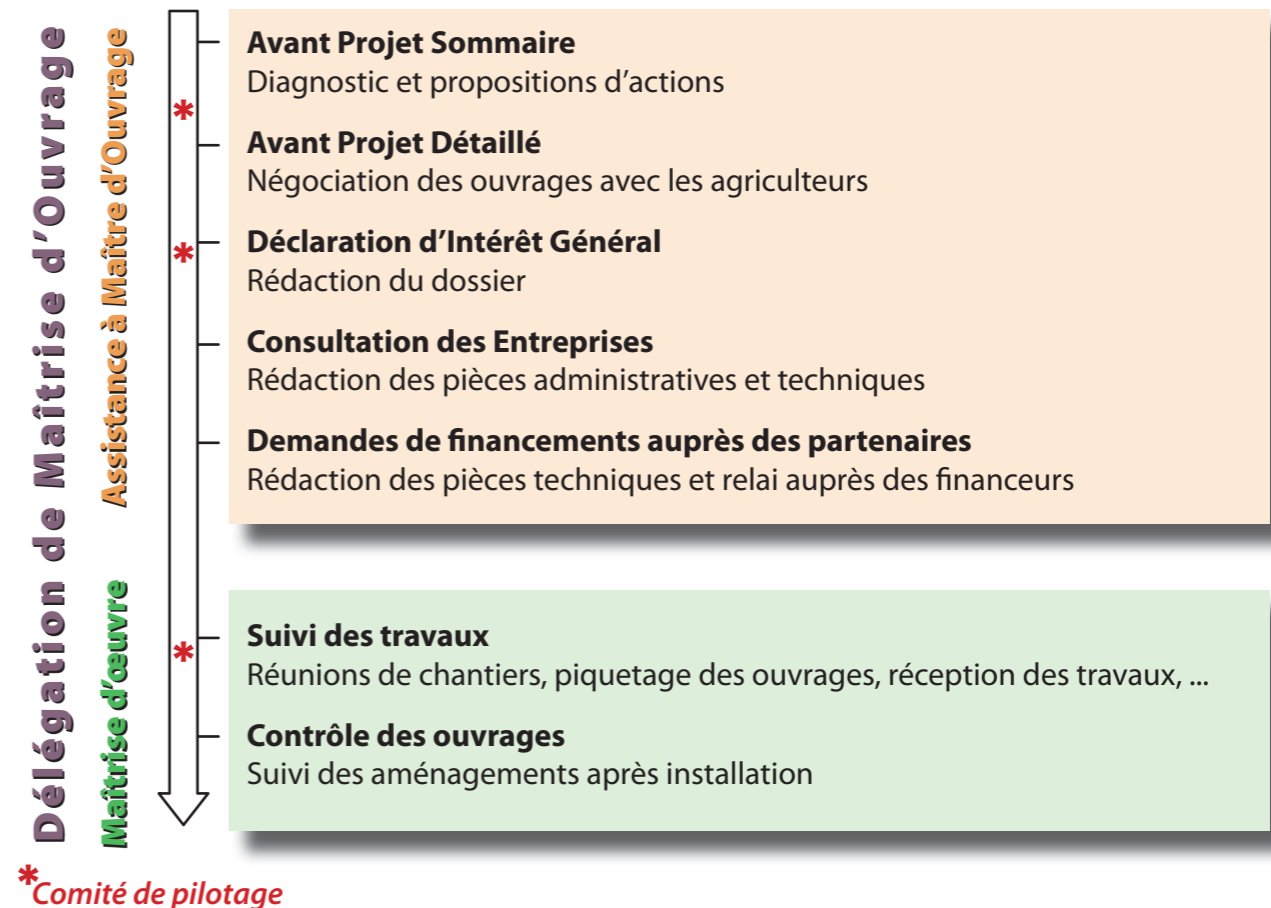 Délégation de Maîtrise d'Ouvrage
Assistance à Maître d'Ouvrage
Avant Projet Sommaire
Diagnostic et propositions d'actions
*
Avant Projet Détaillé
Négociation des ouvrages avec les agriculteurs
*
Déclaration d'Intérêt Général
Rédaction du dossier
Consultation des Entreprises
Rédaction des pièces administratives et techniques
Demandes de financements auprès des partenaires
Rédaction des pièces techniques et relai auprès des financeurs
Maîtrise d'œuvre
*
Suivi des travaux
Réunions de chantiers, piquetage des ouvrages, réception des travaux, ...
Contrôle des ouvrages
Suivi des aménagements après installation
*Comité de pilotage